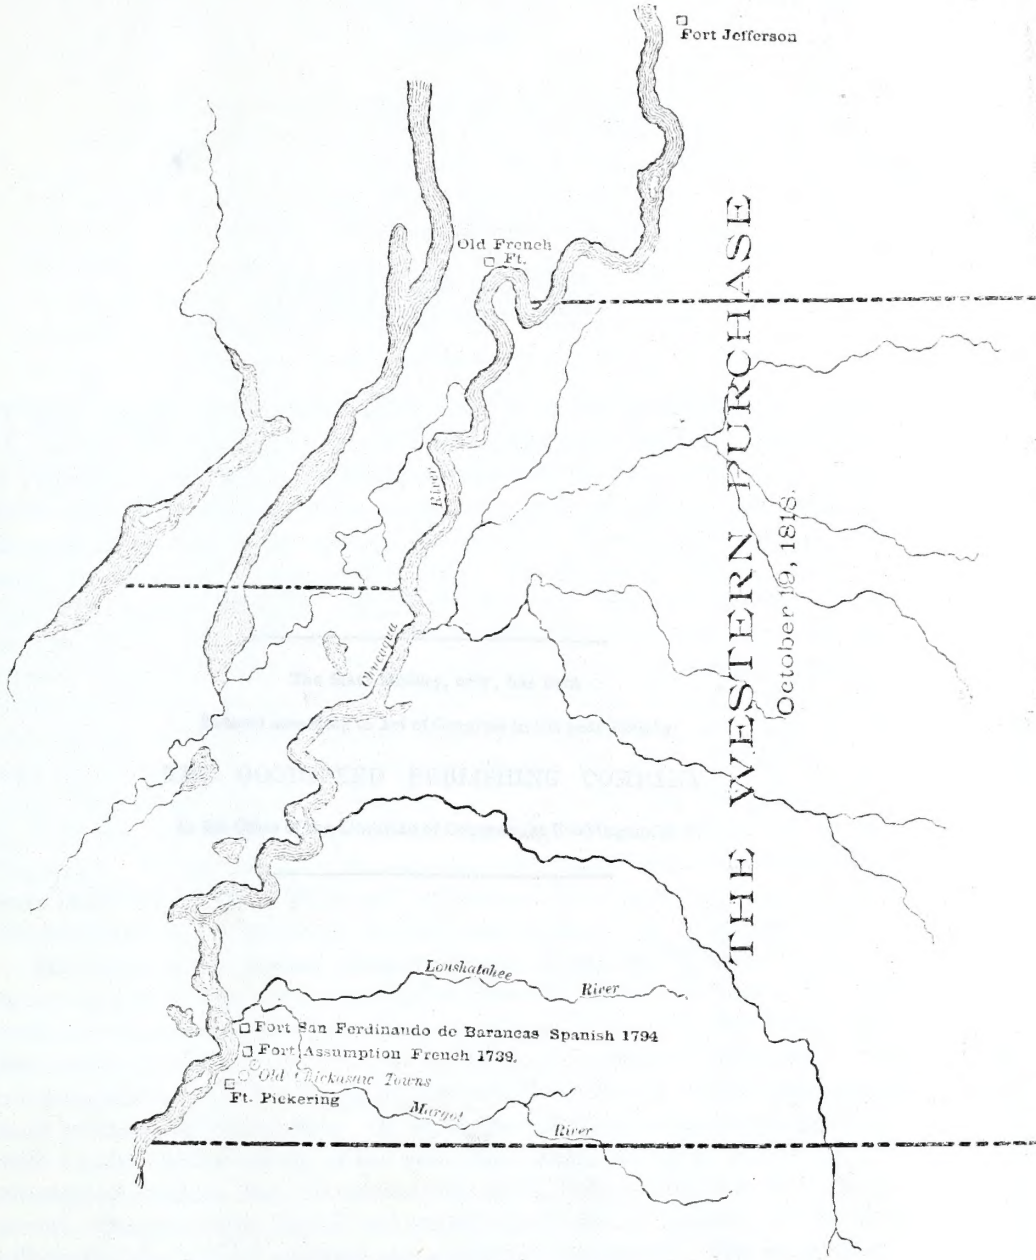 Fort Jefferson
Old French
Ft.
THE WESTERN PURCHASE
October 19, 1818.
River
Loushatchee River
Fort San Ferdinando de Barancas Spanish 1794
Fort Assumption French 1739.
Old Chickasaw Towns
Ft. Pickering
Margot River